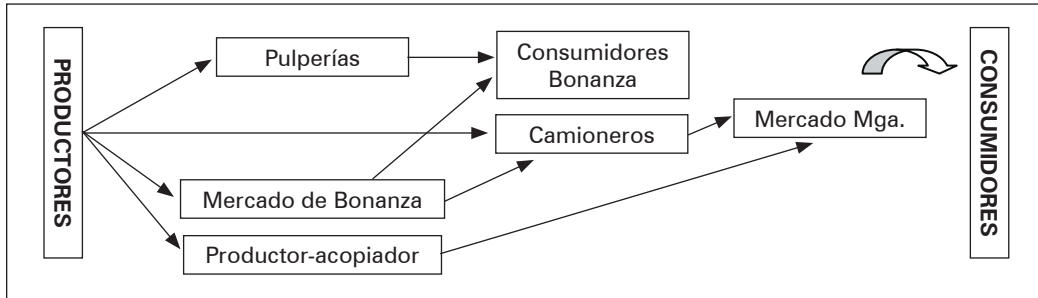 PRODUCTORES
Pulperías
Consumidores
Bonanza
Camioneros
Mercado Mga.
Mercado de Bonanza
Productor-acopiador
CONSUMIDORES